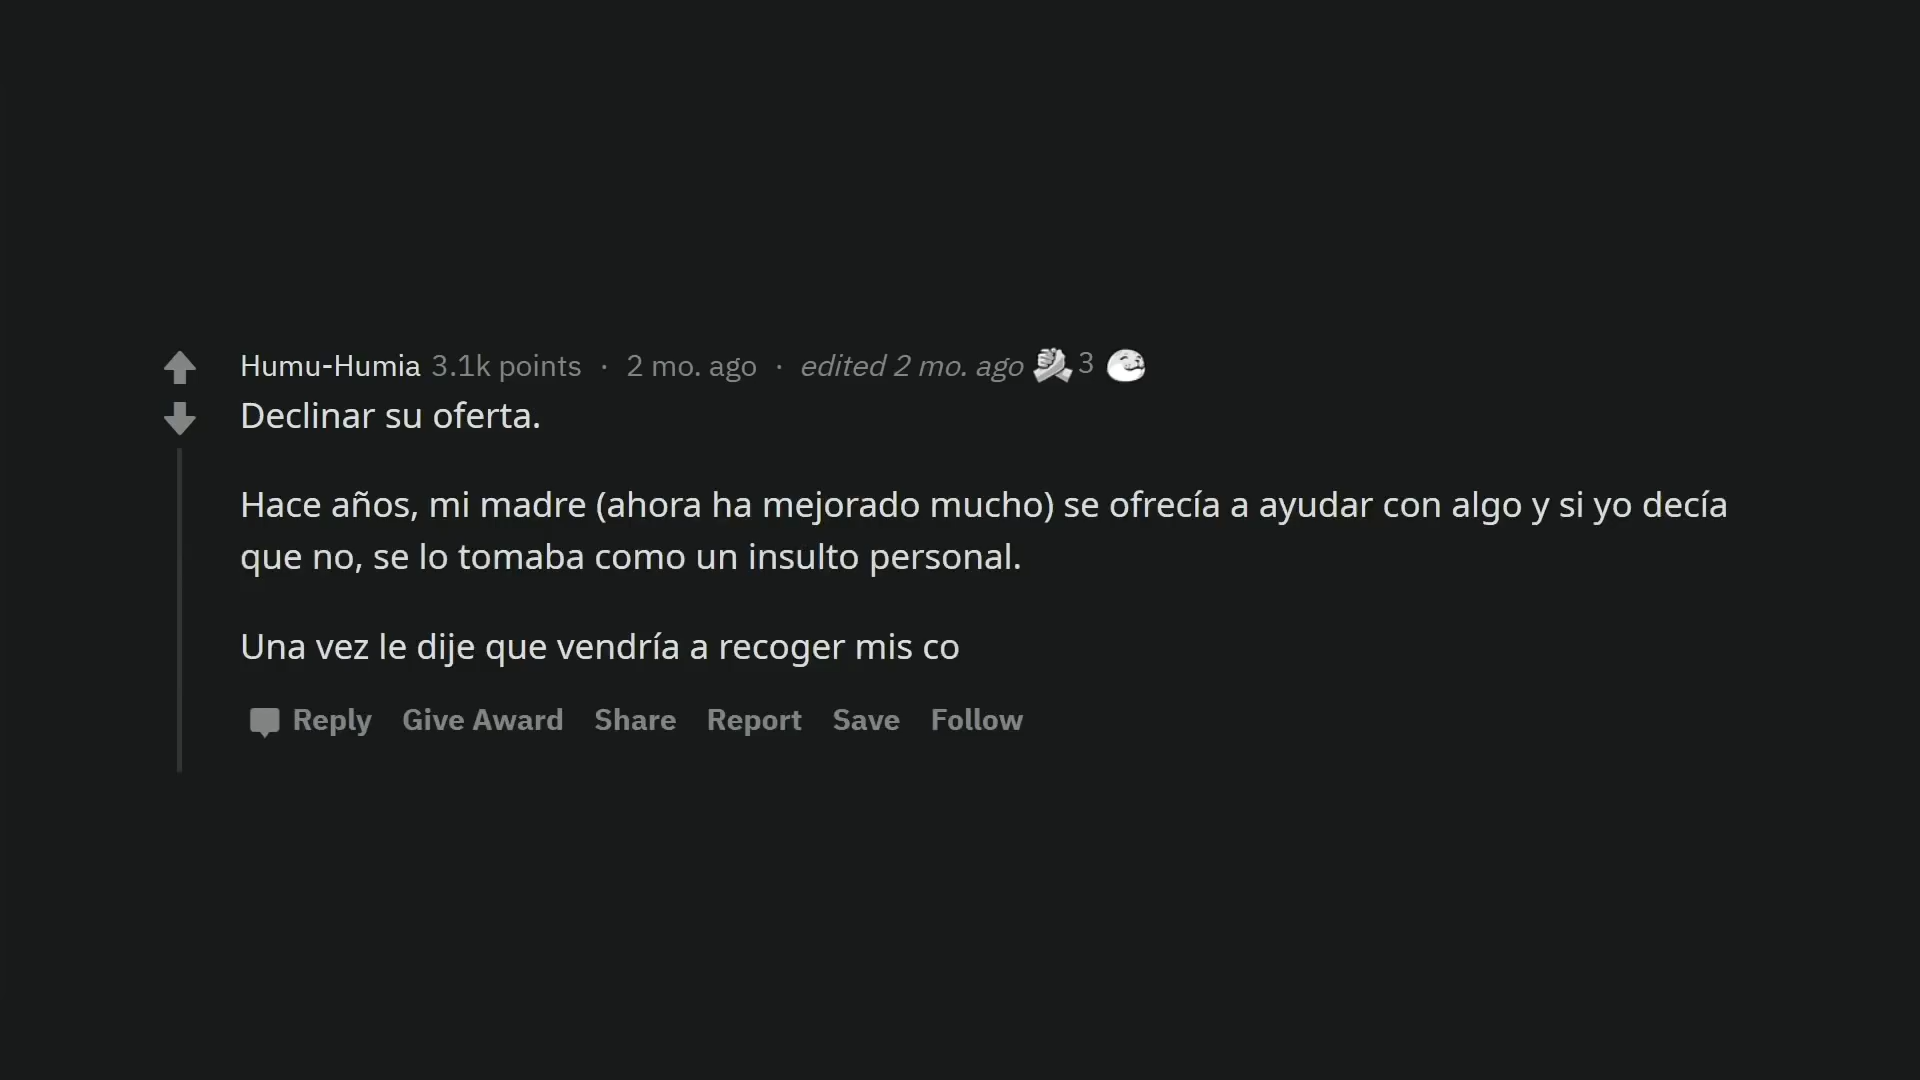 Humu-Humia 3.1k points · 2 mo. ago · edited 2 mo. ago 3
Declinar su oferta.
Hace años, mi madre (ahora ha mejorado mucho) se ofrecía a ayudar con algo y si yo decía
que no, se lo tomaba como un insulto personal.
Una vez le dije que vendría a recoger mis co
Reply Give Award Share Report Save Follow